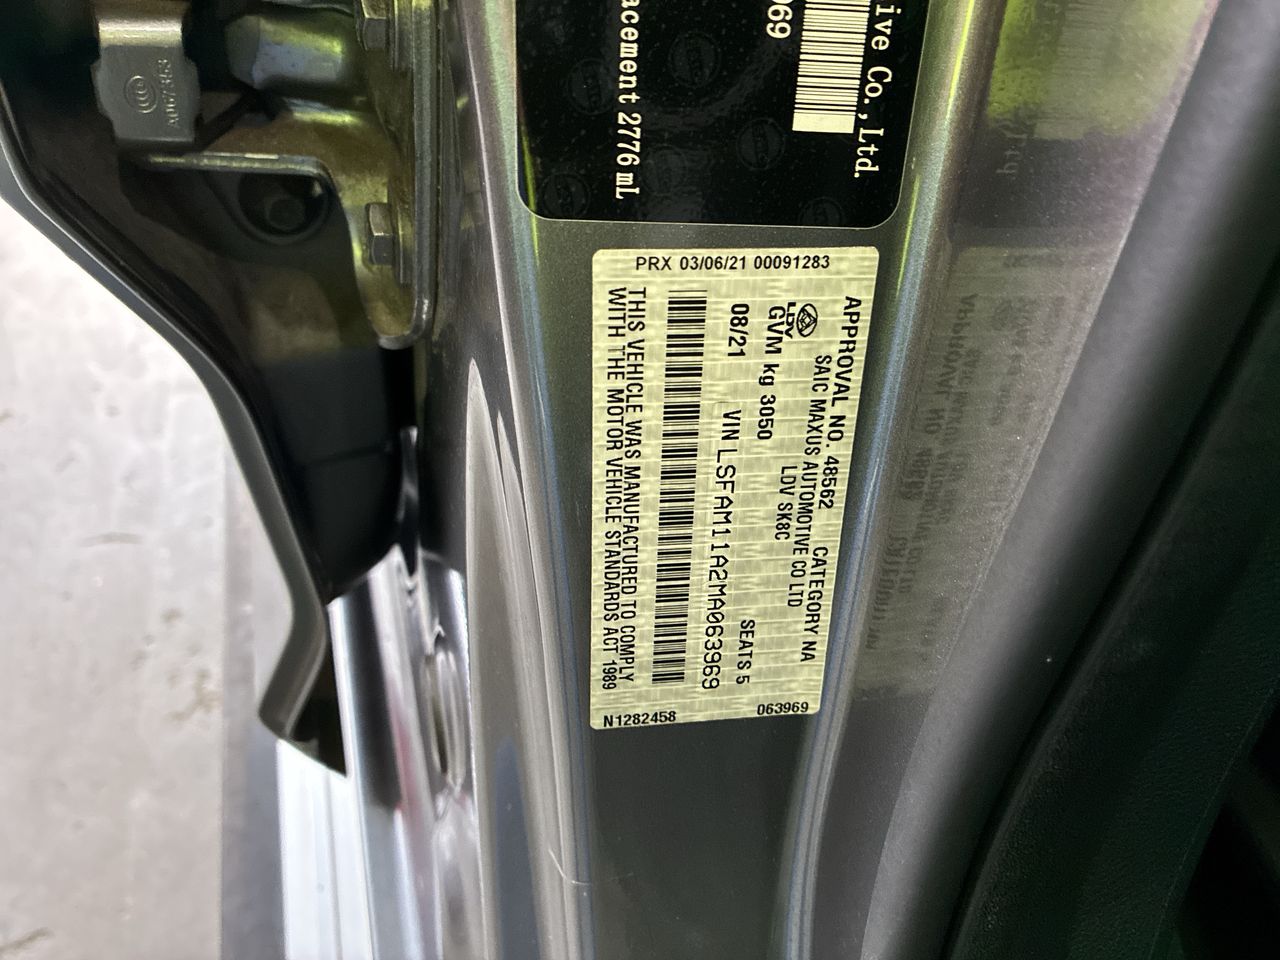 ive Co.,Ltd.
069
acement 2776 mL
PRX 03/06/21 00091283
APPROVAL NO. 48562 CATEGORY NA
SAIC MAXUS AUTOMOTIVE CO LTD
LDV
LDV SK8C
GVM kg 3050 SEATS 5
08/21 VIN LSFAM11A2MA063969
THIS VEHICLE WAS MANUFACTURED TO COMPLY
WITH THE MOTOR VEHICLE STANDARDS ACT 1989
N1282458 063969